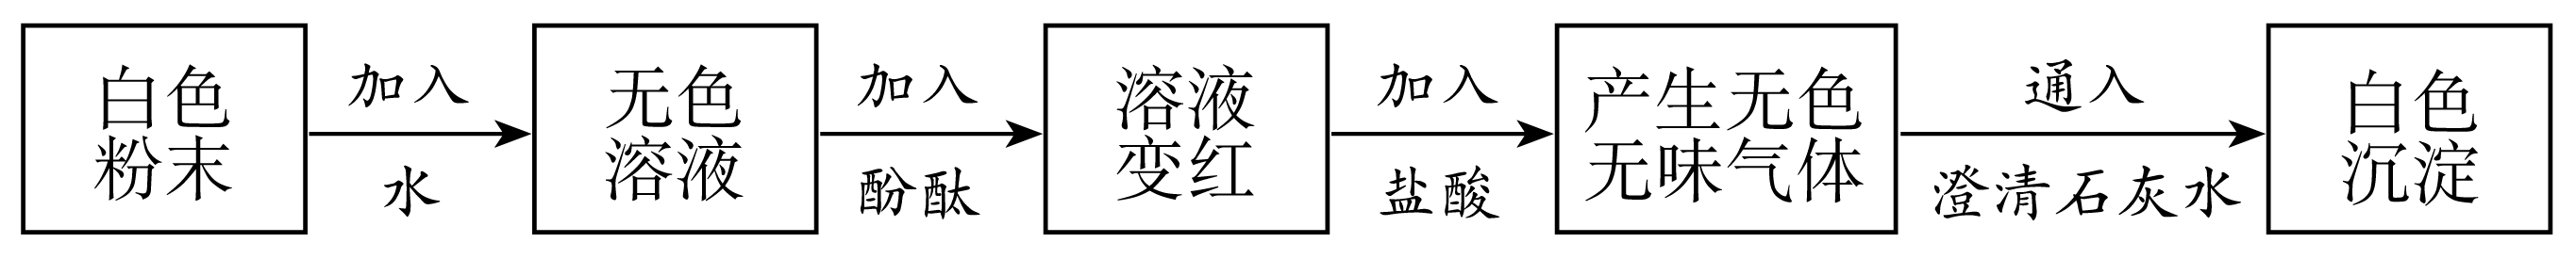 白色
粉末
加入
水
无色
溶液
加入
酚酞
溶液
变红
加入
盐酸
产生无色
无味气体
通入
澄清石灰水
白色
沉淀